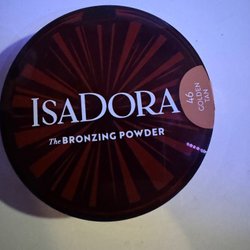 ISADORA
The BRONZING POWDER
46
GOLDEN
TAN